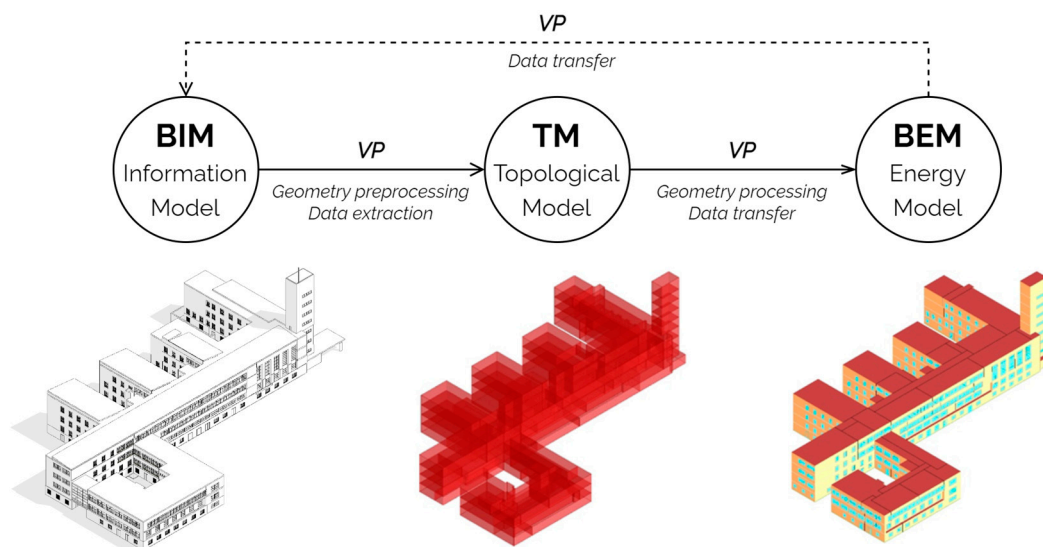 VP
Data transfer
BIM
Information
Model
VP
Geometry preprocessing
Data extraction
TM
Topological
Model
VP
Geometry processing
Data transfer
BEM
Energy
Model